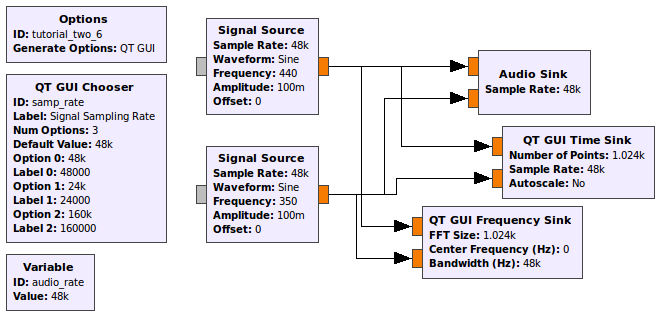 Options
ID: tutorial_two_6
Generate Options: QT GUI
QT GUI Chooser
ID: samp_rate
Label: Signal Sampling Rate
Num Options: 3
Default Value: 48k
Option 0: 48k
Label 0: 48000
Option 1: 24k
Label 1: 24000
Option 2: 160k
Label 2: 160000
Variable
ID: audio_rate
Value: 48k
Signal Source
Sample Rate: 48k
Waveform: Sine
Frequency: 440
Amplitude: 100m
Offset: 0
Signal Source
Sample Rate: 48k
Waveform: Sine
Frequency: 350
Amplitude: 100m
Offset: 0
Audio Sink
Sample Rate: 48k
QT GUI Time Sink
Number of Points: 1.024k
Sample Rate: 48k
Autoscale: No
QT GUI Frequency Sink
FFT Size: 1.024k
Center Frequency (Hz): 0
Bandwidth (Hz): 48k